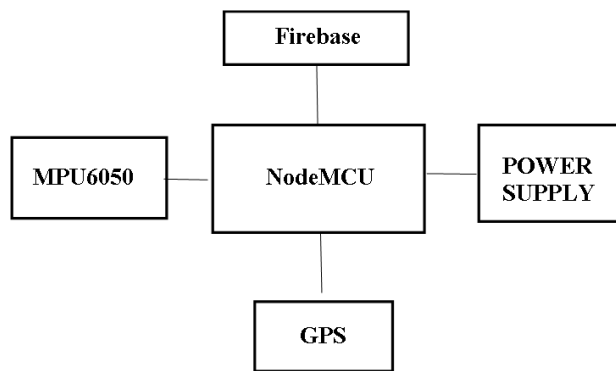 Firebase
MPU6050
NodeMCU
POWER
SUPPLY
GPS